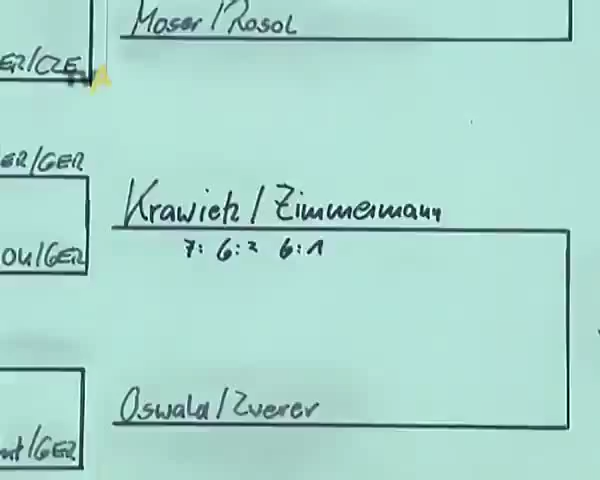 Moser/Rosol
ER/CZE
ER/GER
Krawietz/Zimmermann
OU/GER
7: 6:2 6:1
Oswald/Zverev
nt/GER